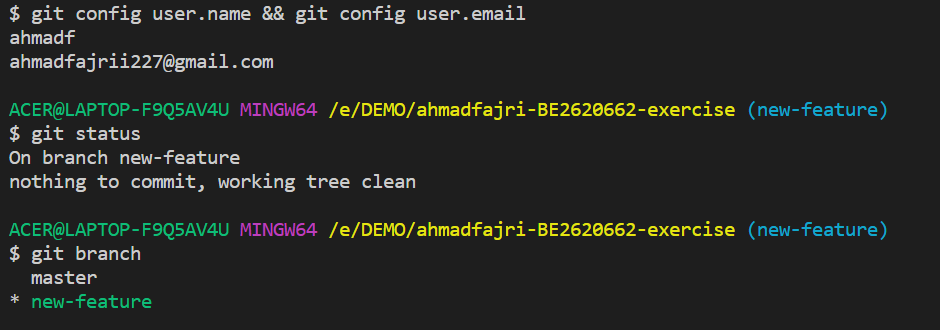 $ git config user.name && git config user.email
ahmadf
ahmadfajrii227@gmail.com
ACER@LAPTOP-F9Q5AV4U MINGW64 /e/DEMO/ahmadfajri-BE2620662-exercise (new-feature)
$ git status
On branch new-feature
nothing to commit, working tree clean
ACER@LAPTOP-F9Q5AV4U MINGW64 /e/DEMO/ahmadfajri-BE2620662-exercise (new-feature)
$ git branch
  master
* new-feature